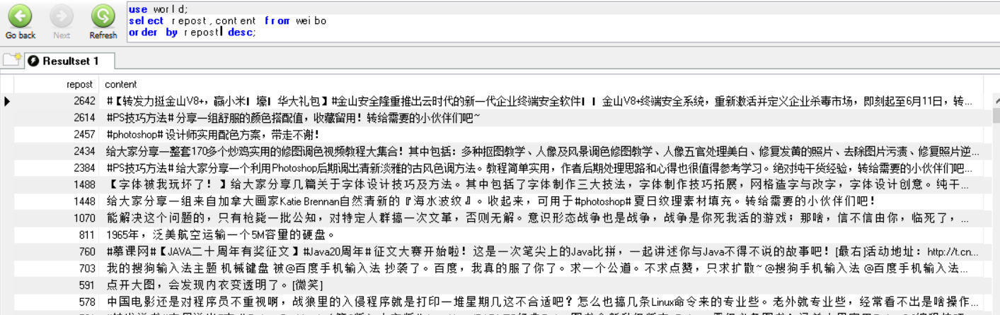 use world;
select repost,content from weibo
order by repost desc;
Go back Next Refresh
Resultset 1
repost content
2642 #【转发力挺金山V8+，赢小米|壕|华大礼包】#金山安全隆重推出云时代的新一代企业终端安全软件||金山V8+终端安全系统，重新激活并定义企业杀毒市场，即刻起至6月11日，转...
2614 #PS技巧方法#分享一组舒服的颜色搭配值，收藏留用！转给需要的小伙伴们吧~
2457 #photoshop#设计师实用配色方案，带走不谢！
2434 给大家分享一整套170多个炒鸡实用的修图调色视频教程大集合！其中包括：多种抠图教学、人像及风景调色修图教学、人像五官处理美白、修复发黄的照片、去除图片污渍、修复照片逆...
2384 #PS技巧方法#给大家分享一个利用Photoshop后期调出清新淡雅的古风色调方法。教程简单实用，作者后期处理思路和心得也很值得参考学习。绝对纯干货经验，转给需要的小伙伴们吧...
1488 【字体被我玩坏了！】给大家分享几篇关于字体设计技巧及方法。其中包括了字体制作三大技法，字体制作技巧拓展，网格造字与改字，字体设计创意。纯干...
1448 给大家分享一组来自加拿大画家Katie Brennan自然清新的『海水波纹』。收起来，可用于#photoshop#夏日纹理素材填充。转给需要的小伙伴们吧！
1070 能解决这个问题的，只有枪毙一批公知，对特定人群搞一次文革，否则无解。意识形态战争也是战争，战争是你死我活的游戏；那啥，信不信由你，临死了，...
811 1965年，泛美航空运输一个5M容量的硬盘。
760 #慕课网#【JAVA二十周年有奖征文】#Java20周年#征文大赛开始啦！这是一次笔尖上的Java比拼，一起讲述你与Java不得不说的故事吧！[最右]活动地址：http://t.cn...
703 我的搜狗输入法主题 机械键盘 被@百度手机输入法 抄袭了。百度，我真的服了你了。求一个公道。不求点赞，只求扩散~@搜狗手机输入法 @百度手机输入法...
591 点开大图，会发现内衣变透明了。[微笑]
578 中国电影还是对程序员不重视啊，战狼里的入侵程序就是打印一堆星期几这不合适吧？怎么也搞几条Linux命令来的专业些。老外就专业些，经常看不出是啥操作...